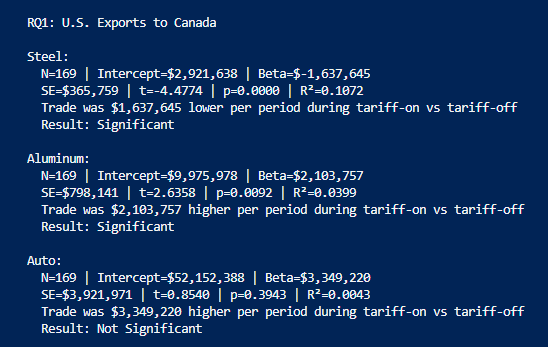 RQ1: U.S. Exports to Canada
Steel:
N=169 | Intercept=$2,921,638 | Beta=$-1,637,645
SE=$365,759 | t=-4.4774 | p=0.0000 | R²=0.1072
Trade was $1,637,645 lower per period during tariff-on vs tariff-off
Result: Significant
Aluminum:
N=169 | Intercept=$9,975,978 | Beta=$2,103,757
SE=$798,141 | t=2.6358 | p=0.0092 | R²=0.0399
Trade was $2,103,757 higher per period during tariff-on vs tariff-off
Result: Significant
Auto:
N=169 | Intercept=$52,152,388 | Beta=$3,349,220
SE=$3,921,971 | t=0.8540 | p=0.3943 | R²=0.0043
Trade was $3,349,220 higher per period during tariff-on vs tariff-off
Result: Not Significant